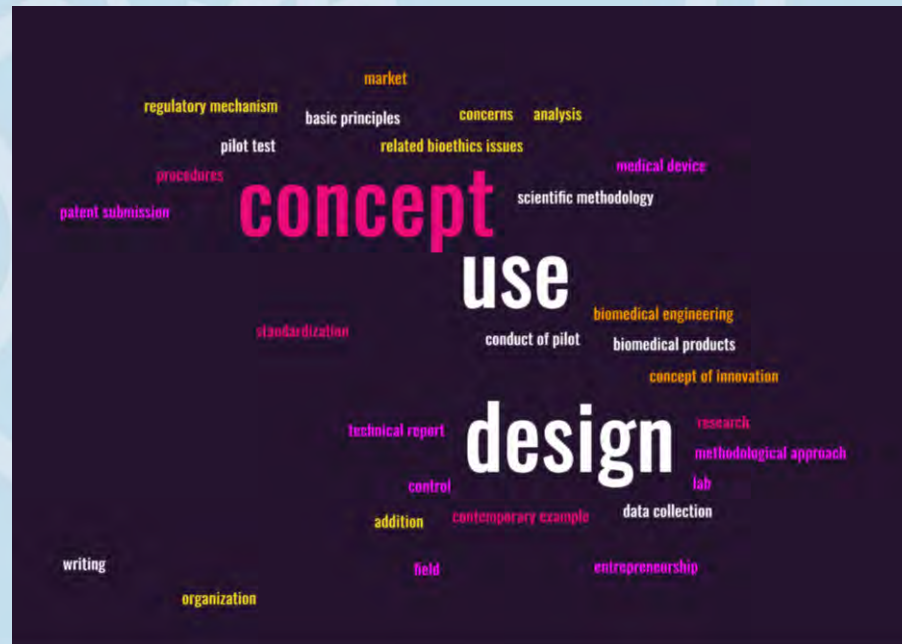 market
regulatory mechanism
basic principles
concerns
analysis
pilot test
related bioethics issues
medical device
procedures
concept
scientific methodology
patent submission
use
biomedical engineering
standardization
conduct of pilot
biomedical products
concept of innovation
design
research
technical report
methodological approach
control
lab
addition
contemporary example
data collection
writing
field
entrepreneurship
organization